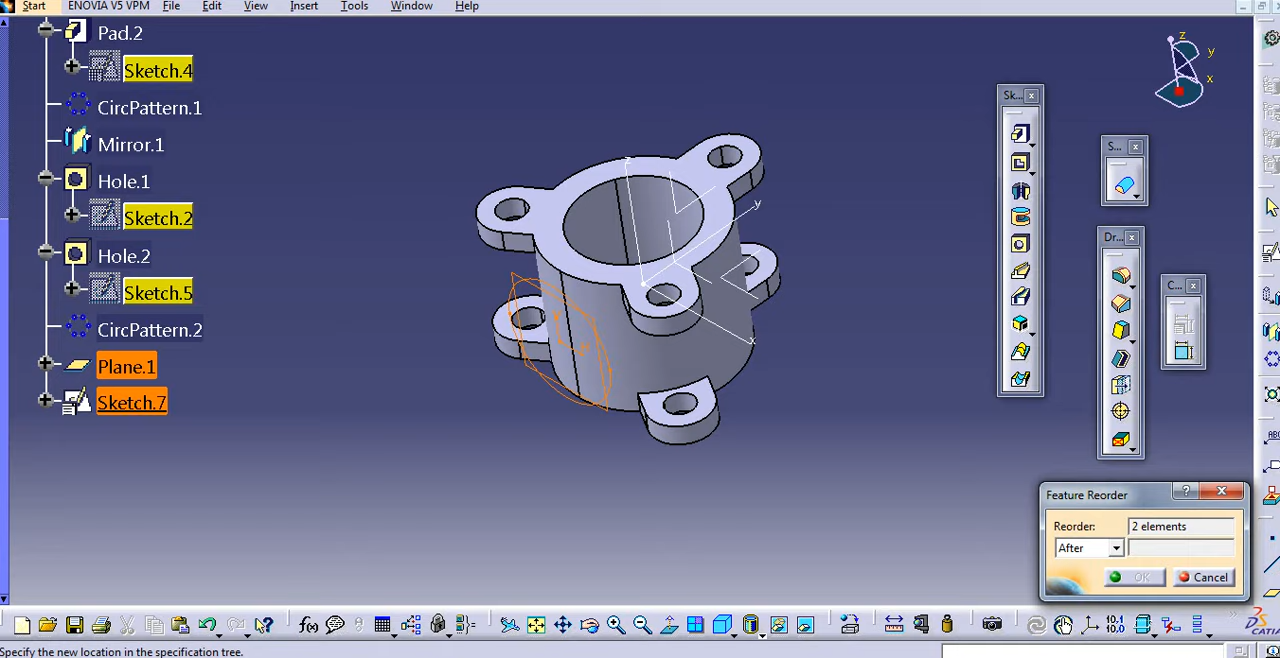 Start ENOVIA V5 VPM File Edit View Insert Tools Window Help
Pad.2
Sketch.4
CircPattern.1
Mirror.1
Hole.1
Sketch.2
Hole.2
Sketch.5
CircPattern.2
Plane.1
Sketch.7
z
y
x
z
y
x
Sk...
S...
Dr...
C...
Feature Reorder
Reorder: 2 elements
After
OK Cancel
Specify the new location in the specification tree.